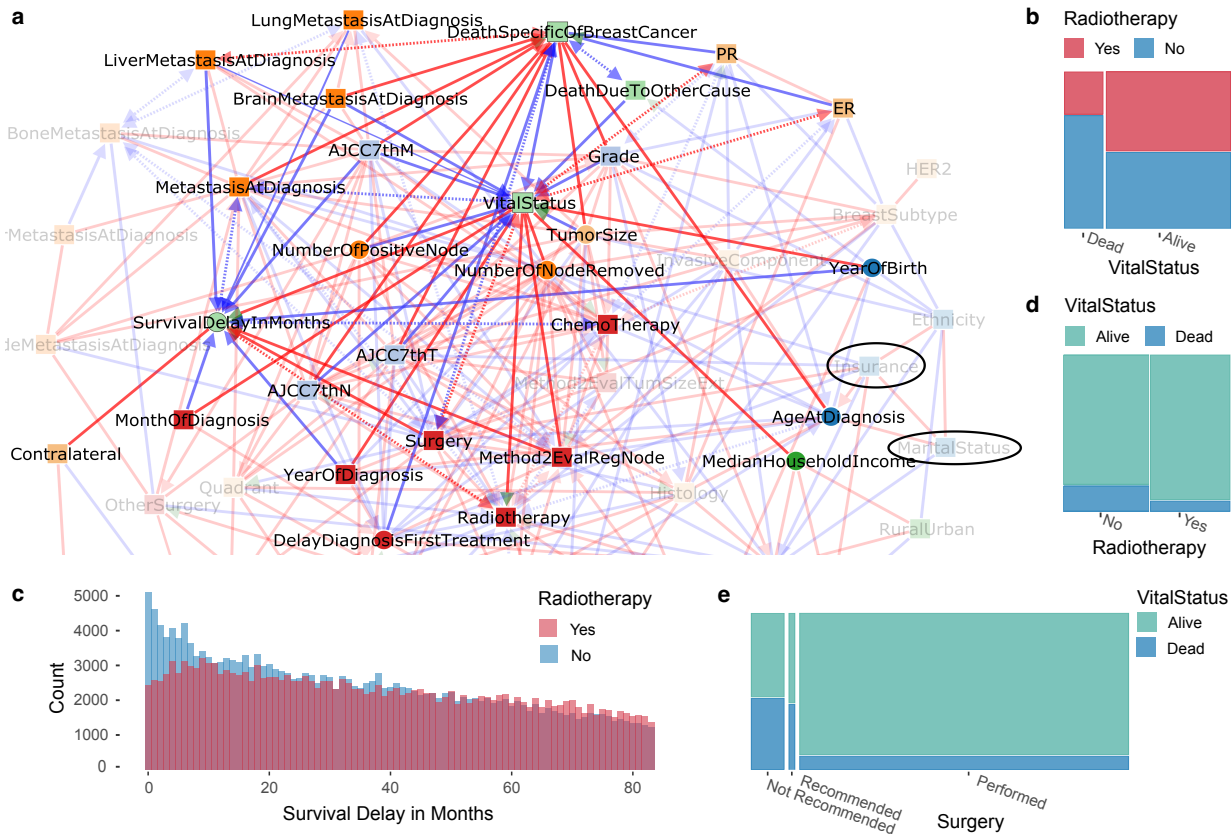 a
LungMetastasisAtDiagnosis
DeathSpecificOfBreastCancer
LiverMetastasisAtDiagnosis
PR
BrainMetastasisAtDiagnosis
DeathDueToOtherCause
ER
BoneMetastasisAtDiagnosis
AJCC7thM
Grade
HER2
MetastasisAtDiagnosis
VitalStatus
BreastSubtype
rMetastasisAtDiagnosis
TumorSize
NumberOfPositiveNode
InvasiveComponent
NumberOfNodeRemoved
YearOfBirth
SurvivalDelayInMonths
ChemoTherapy
Ethnicity
deMetastasisAtDiagnosis
AJCC7thT
Insurance
Method2EvalTumSizeExt
AJCC7thN
MonthOfDiagnosis
AgeAtDiagnosis
Surgery
MaritalStatus
Contralateral
Method2EvalRegNode
MedianHouseholdIncome
YearOfDiagnosis
Quadrant
Histology
OtherSurgery
Radiotherapy
RuralUrban
DelayDiagnosisFirstTreatment
b
Radiotherapy
Yes No
Dead
Alive
VitalStatus
d
VitalStatus
Alive Dead
No
Yes
Radiotherapy
c
Radiotherapy
Yes
No
Count
5000
4000
3000
2000
1000
0
0 20 40 60 80
Survival Delay in Months
e
VitalStatus
Alive
Dead
Not Recommended
Recommended
Performed
Surgery